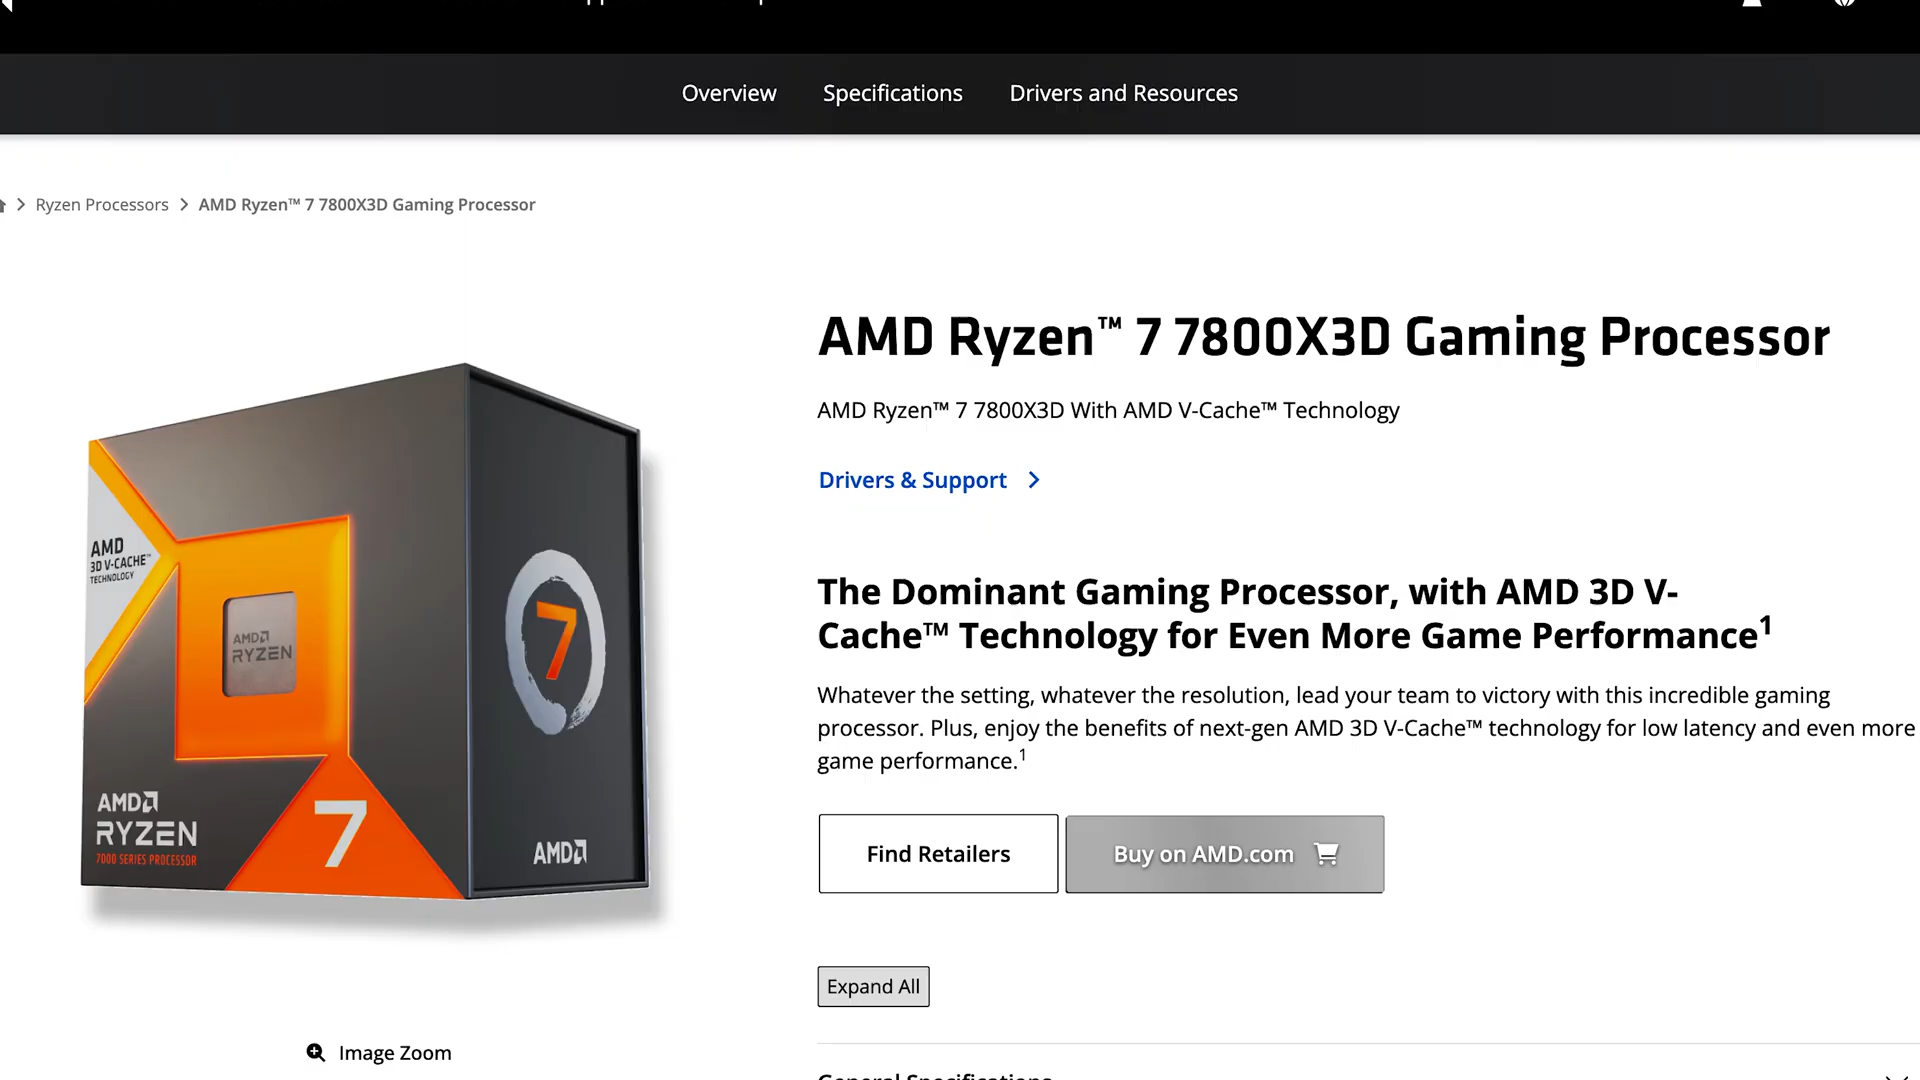 Overview Specifications Drivers and Resources
Ryzen Processors AMD Ryzen™ 7 7800X3D Gaming Processor
AMD Ryzen™ 7 7800X3D Gaming Processor
AMD Ryzen™ 7 7800X3D With AMD V-Cache™ Technology
Drivers & Support
The Dominant Gaming Processor, with AMD 3D V-
Cache™ Technology for Even More Game Performance¹
Whatever the setting, whatever the resolution, lead your team to victory with this incredible gaming
processor. Plus, enjoy the benefits of next-gen AMD 3D V-Cache™ technology for low latency and even more
game performance.¹
Find Retailers
Buy on AMD.com
Expand All
General Specifications
AMD
3D V-CACHE™
TECHNOLOGY
AMD
RYZEN
AMD
RYZEN
7000 SERIES PROCESSOR
7
7
AMD
Image Zoom